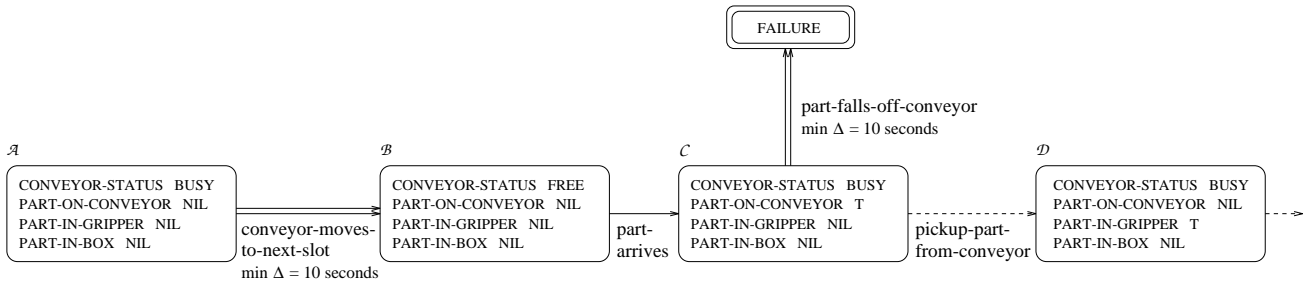 FAILURE
part-falls-off-conveyor
min Δ = 10 seconds
𝒜
CONVEYOR-STATUS BUSY
PART-ON-CONVEYOR NIL
PART-IN-GRIPPER NIL
PART-IN-BOX NIL
conveyor-moves-
to-next-slot
min Δ = 10 seconds
ℬ
CONVEYOR-STATUS FREE
PART-ON-CONVEYOR NIL
PART-IN-GRIPPER NIL
PART-IN-BOX NIL
part-
arrives
𝒞
CONVEYOR-STATUS BUSY
PART-ON-CONVEYOR T
PART-IN-GRIPPER NIL
PART-IN-BOX NIL
pickup-part-
from-conveyor
𝒟
CONVEYOR-STATUS BUSY
PART-ON-CONVEYOR NIL
PART-IN-GRIPPER T
PART-IN-BOX NIL